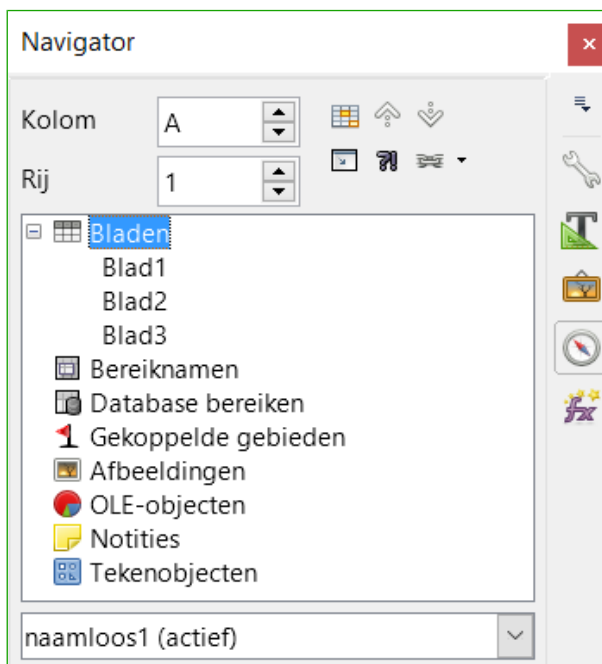 Navigator
Kolom A
Rij 1
Bladen
Blad1
Blad2
Blad3
Bereiknamen
Database bereiken
Gekoppelde gebieden
Afbeeldingen
OLE-objecten
Notities
Tekenobjecten
naamloos1 (actief)